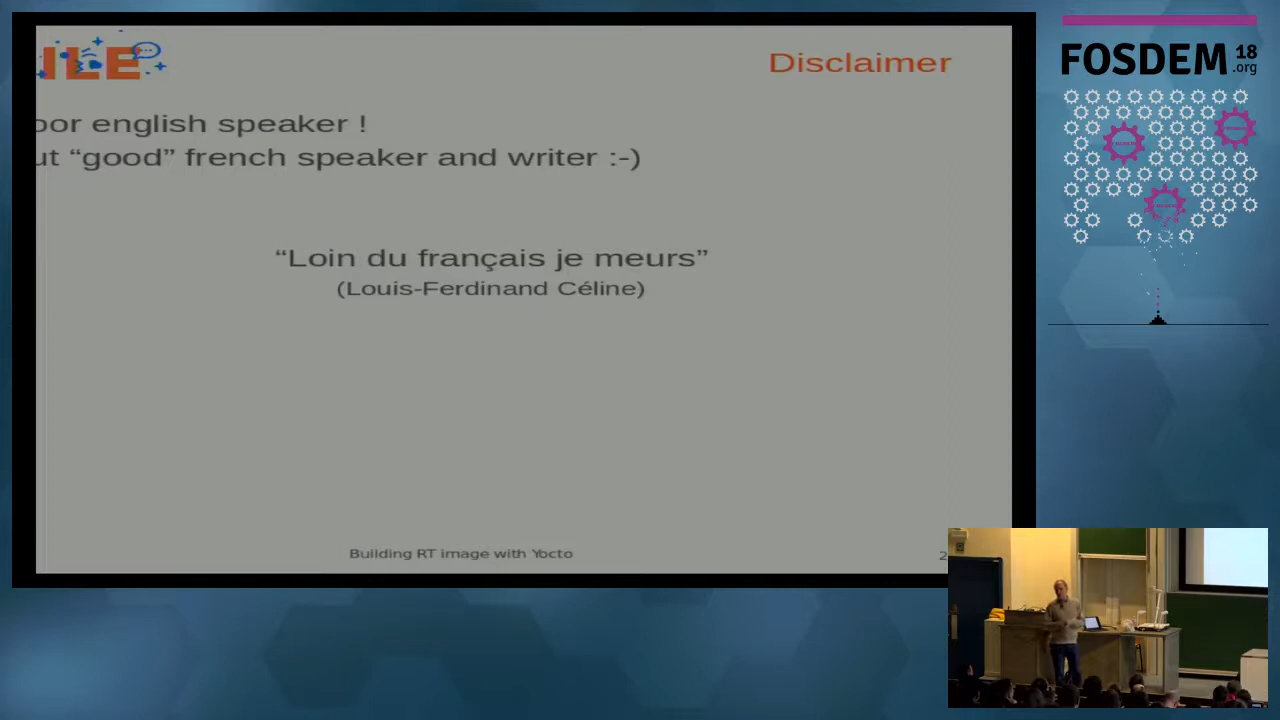 ILE
Disclaimer
oor english speaker !
ut “good” french speaker and writer :-)
“Loin du français je meurs”
(Louis-Ferdinand Céline)
Building RT image with Yocto
2
FOSDEM 18
.org